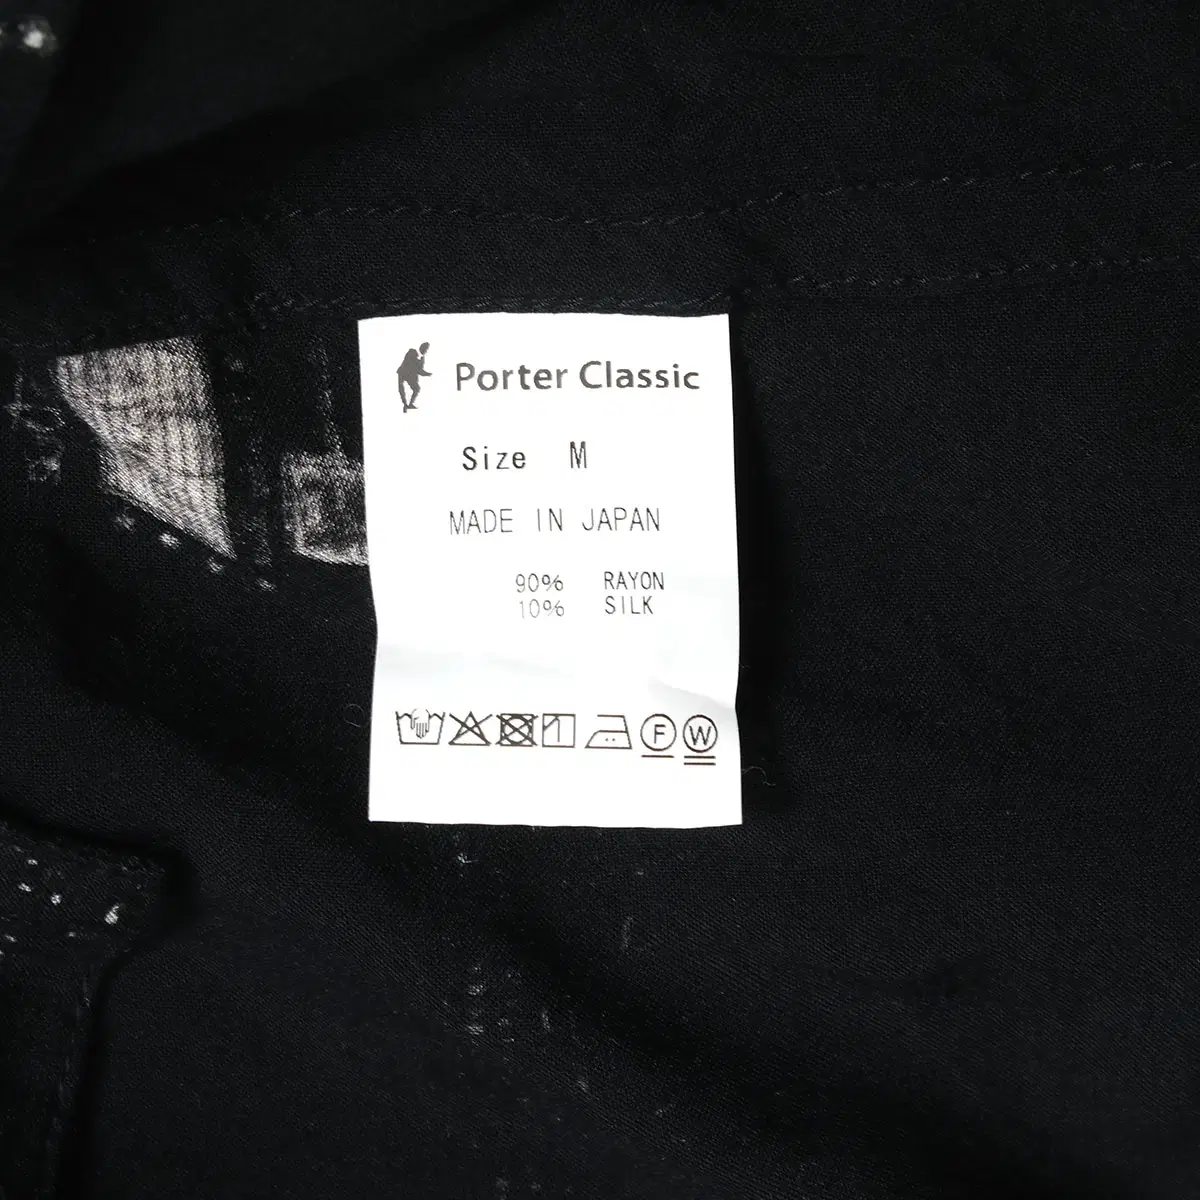 Porter Classic
Size M
MADE IN JAPAN
90% RAYON
10% SILK
F W